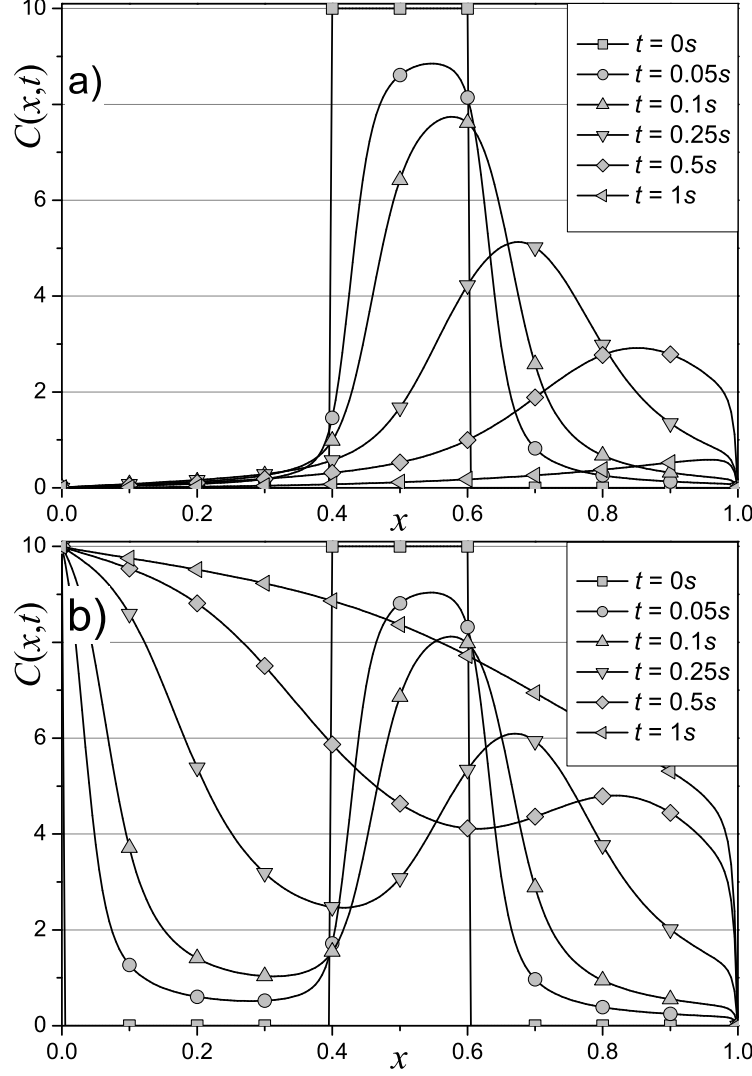 10
a)
C(x,t)
t = 0s
t = 0.05s
t = 0.1s
t = 0.25s
t = 0.5s
t = 1s
6
4
2
0
0.0 0.2 0.4 0.6 0.8 1.0
x
10
b)
C(x,t)
t = 0s
t = 0.05s
t = 0.1s
t = 0.25s
t = 0.5s
t = 1s
6
4
2
0
0.0 0.2 0.4 0.6 0.8 1.0
x